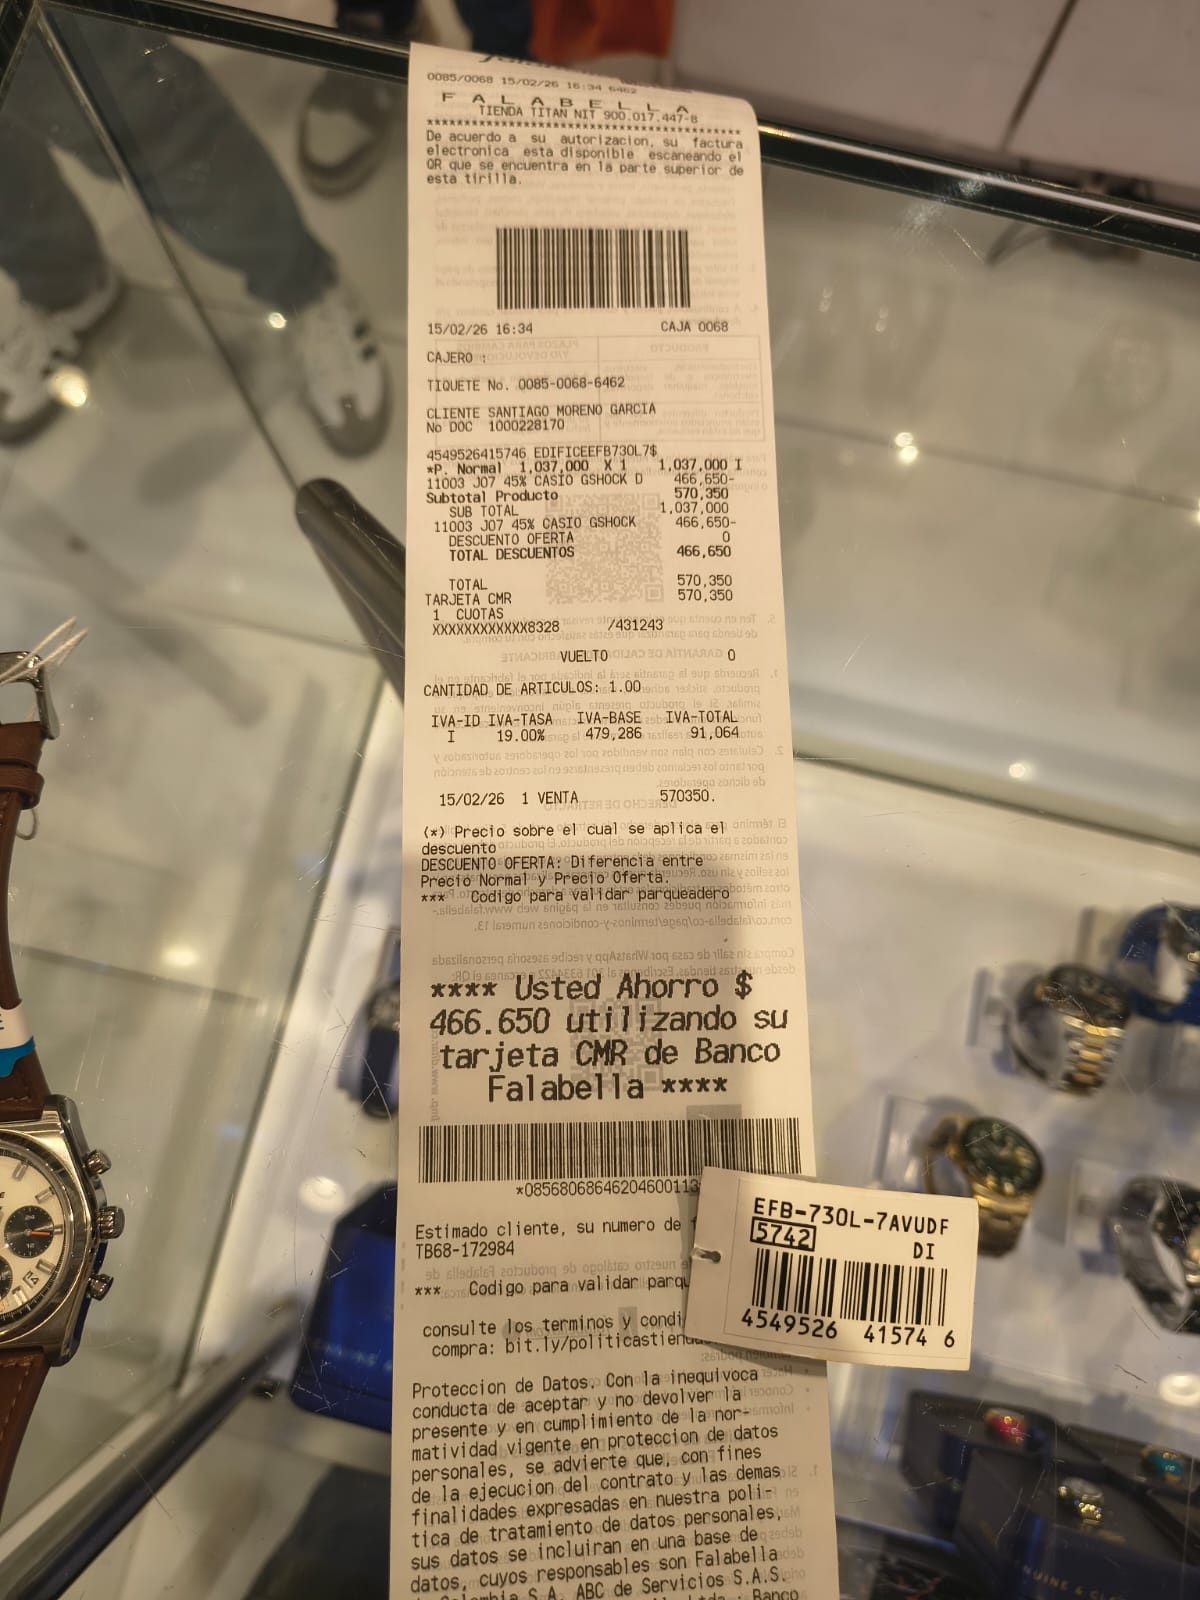 0085/0068 15/02/26 16:34 6462
F A L A B E L L A
TIENDA TITAN NIT 900.017.447-8
****************************************
De acuerdo a su autorizacion, su factura
electronica esta disponible escaneando el
QR que se encuentra en la parte superior de
esta tirilla.
15/02/26 16:34 CAJA 0068
CAJERO :
TIQUETE No. 0085-0068-6462
CLIENTE SANTIAGO MORENO GARCIA
No DOC 1000228170
4549526415746 EDIFICEEFB730L7$
*P. Normal 1,037,000 X 1 1,037,000 I
11003 J07 45% CASIO GSHOCK D 466,650-
Subtotal Producto 570,350
SUB TOTAL 1,037,000
11003 J07 45% CASIO GSHOCK 466,650-
DESCUENTO OFERTA 0
TOTAL DESCUENTOS 466,650
TOTAL 570,350
TARJETA CMR 570,350
1 CUOTAS
XXXXXXXXXXXX8328 /431243
VUELTO 0
CANTIDAD DE ARTICULOS: 1.00
IVA-ID IVA-TASA IVA-BASE IVA-TOTAL
I 19.00% 479,286 91,064
15/02/26 1 VENTA 570350.
(*) Precio sobre el cual se aplica el
descuento
DESCUENTO OFERTA: Diferencia entre
Precio Normal y Precio Oferta.
*** Codigo para validar parqueadero
**** Usted Ahorro $
466.650 utilizando su
tarjeta CMR de Banco
Falabella ****
*08568068646204600113
Estimado cliente, su numero de
TB68-172984
*** Codigo para validar
consulte los terminos y
compra:
EFB-730L-7AVUDF
5742 DI
4549526 41574 6
Proteccion de Datos. Con la inequivoca
conducta de aceptar y no devolver la
presente y en cumplimiento de la nor-
matividad vigente en proteccion de datos
personales, se advierte que, con fines
de la ejecucion del contrato y las demas
finalidades expresadas en nuestra poli-
tica de tratamiento de datos personales,
sus datos se incluiran en una base de
datos, cuyos responsables son Falabella
S.A. ABC de Servicios S.A.S.
Banco